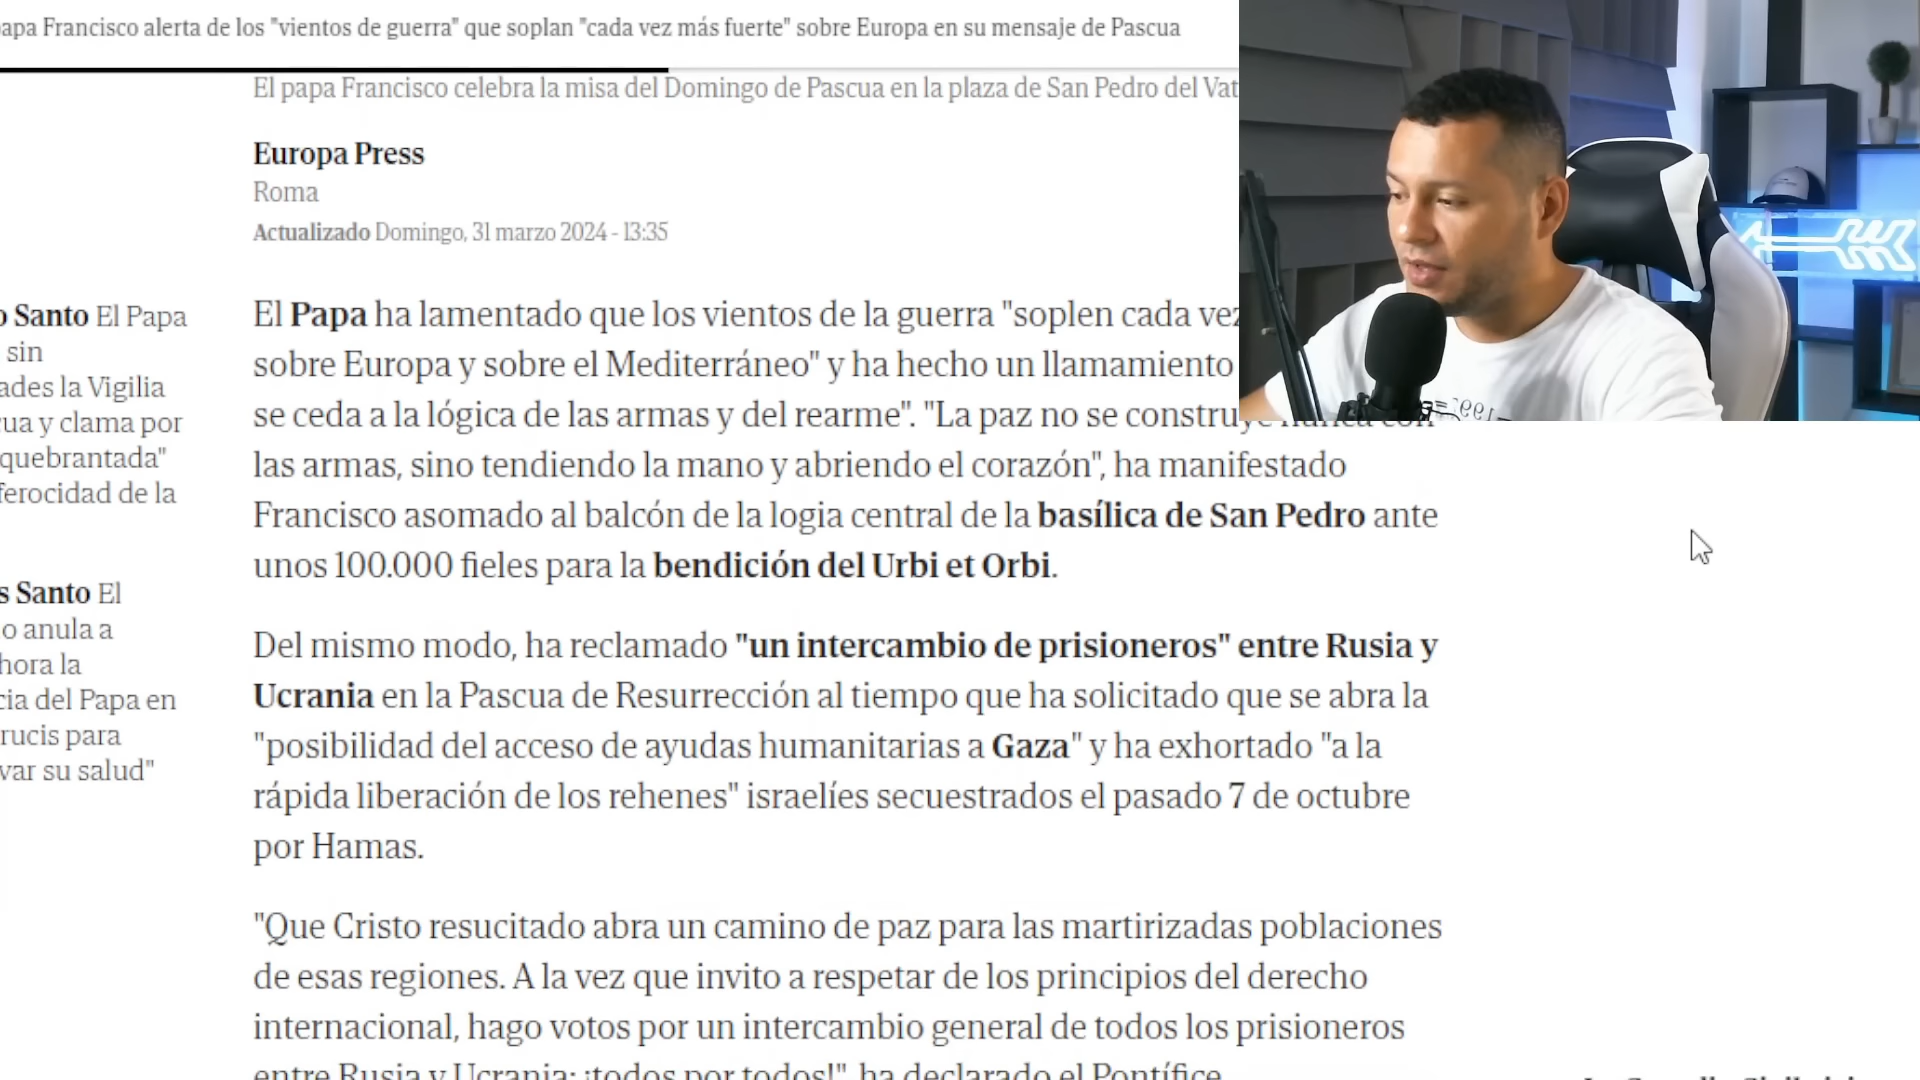 apa Francisco alerta de los "vientos de guerra" que soplan "cada vez más fuerte" sobre Europa en su mensaje de Pascua
El papa Francisco celebra la misa del Domingo de Pascua en la plaza de San Pedro del Vat
Europa Press
Roma
Actualizado Domingo, 31 marzo 2024 - 13:35
o Santo El Papa
sin
ades la Vigilia
cua y clama por
quebrantada"
ferocidad de la
s Santo El
o anula a
hora la
cia del Papa en
rucis para
var su salud"
El Papa ha lamentado que los vientos de la guerra "soplen cada vez
sobre Europa y sobre el Mediterráneo" y ha hecho un llamamiento
se ceda a la lógica de las armas y del rearme". "La paz no se construye nunca con
las armas, sino tendiendo la mano y abriendo el corazón", ha manifestado
Francisco asomado al balcón de la logia central de la basílica de San Pedro ante
unos 100.000 fieles para la bendición del Urbi et Orbi.
Del mismo modo, ha reclamado "un intercambio de prisioneros" entre Rusia y
Ucrania en la Pascua de Resurrección al tiempo que ha solicitado que se abra la
"posibilidad del acceso de ayudas humanitarias a Gaza" y ha exhortado "a la
rápida liberación de los rehenes" israelíes secuestrados el pasado 7 de octubre
por Hamas.
"Que Cristo resucitado abra un camino de paz para las martirizadas poblaciones
de esas regiones. A la vez que invito a respetar de los principios del derecho
internacional, hago votos por un intercambio general de todos los prisioneros
entre Rusia y Ucrania: ¡todos por todos!", ha declarado el Pontífice